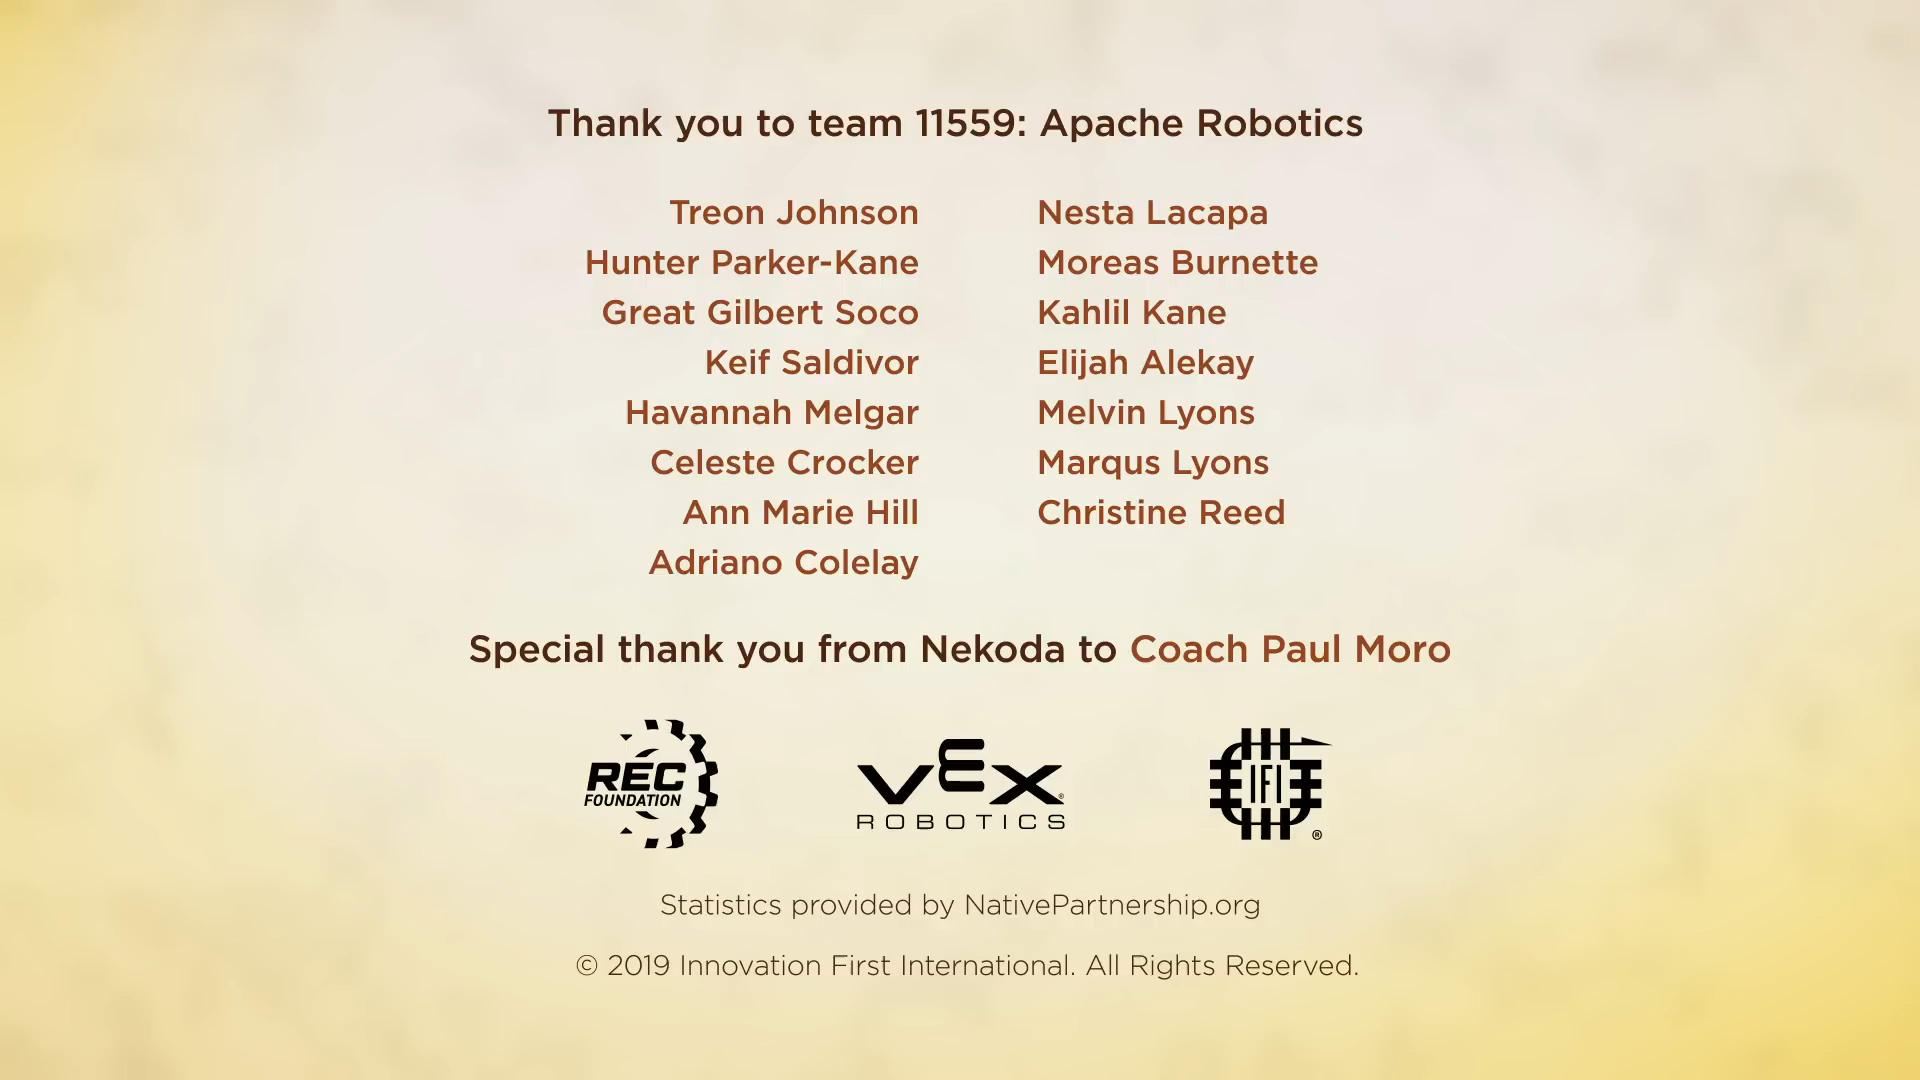 Thank you to team 11559: Apache Robotics
Treon Johnson
Hunter Parker-Kane
Great Gilbert Soco
Keif Saldivor
Havannah Melgar
Celeste Crocker
Ann Marie Hill
Adriano Colelay
Nesta Lacapa
Moreas Burnette
Kahlil Kane
Elijah Alekay
Melvin Lyons
Marqus Lyons
Christine Reed
Special thank you from Nekoda to Coach Paul Moro
REC
FOUNDATION
VEX
ROBOTICS
IFI
Statistics provided by NativePartnership.org
© 2019 Innovation First International. All Rights Reserved.